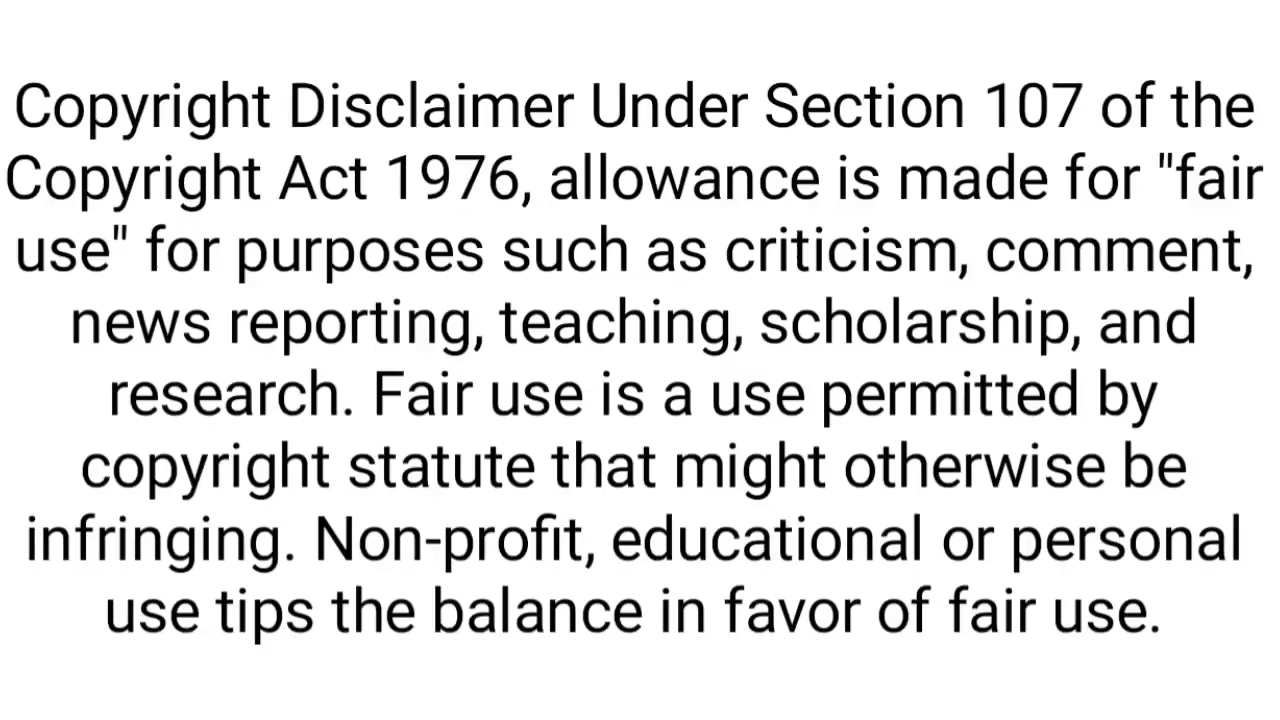 Copyright Disclaimer Under Section 107 of the
Copyright Act 1976, allowance is made for "fair
use" for purposes such as criticism, comment,
news reporting, teaching, scholarship, and
research. Fair use is a use permitted by
copyright statute that might otherwise be
infringing. Non-profit, educational or personal
use tips the balance in favor of fair use.